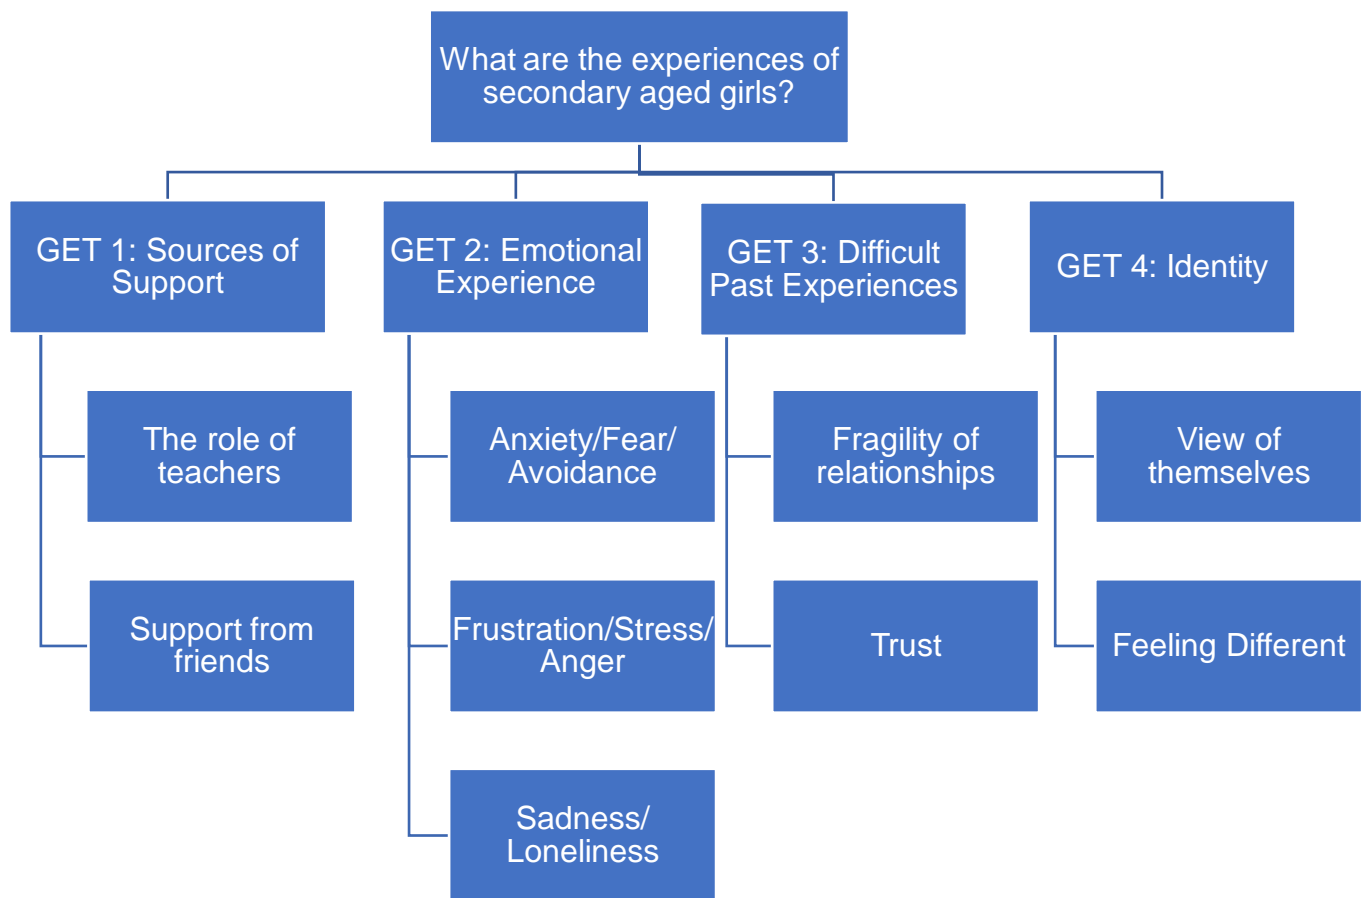 What are the experiences of
secondary aged girls?
GET 1: Sources of
Support
The role of
teachers
Support from
friends
GET 2: Emotional
Experience
Anxiety/Fear/
Avoidance
Frustration/Stress/
Anger
Sadness/
Loneliness
GET 3: Difficult
Past Experiences
Fragility of
relationships
Trust
GET 4: Identity
View of
themselves
Feeling Different